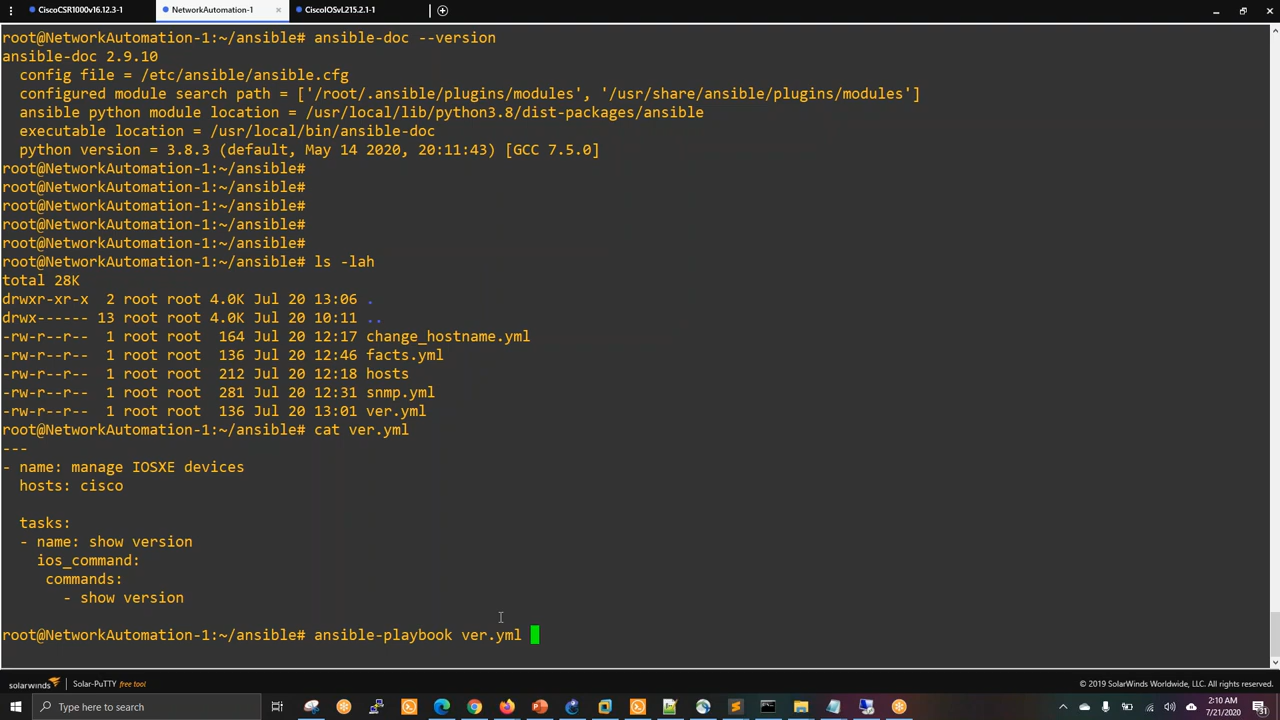 CiscoCSR1000v16.12.3-1
NetworkAutomation-1
CiscoIOSvL215.2.1-1
root@NetworkAutomation-1:~/ansible# ansible-doc --version
ansible-doc 2.9.10
  config file = /etc/ansible/ansible.cfg
  configured module search path = ['/root/.ansible/plugins/modules', '/usr/share/ansible/plugins/modules']
  ansible python module location = /usr/local/lib/python3.8/dist-packages/ansible
  executable location = /usr/local/bin/ansible-doc
  python version = 3.8.3 (default, May 14 2020, 20:11:43) [GCC 7.5.0]
root@NetworkAutomation-1:~/ansible#
root@NetworkAutomation-1:~/ansible#
root@NetworkAutomation-1:~/ansible#
root@NetworkAutomation-1:~/ansible#
root@NetworkAutomation-1:~/ansible#
root@NetworkAutomation-1:~/ansible# ls -lah
total 28K
drwxr-xr-x  2 root root 4.0K Jul 20 13:06 .
drwx------ 13 root root 4.0K Jul 20 10:11 ..
-rw-r--r--  1 root root  164 Jul 20 12:17 change_hostname.yml
-rw-r--r--  1 root root  136 Jul 20 12:46 facts.yml
-rw-r--r--  1 root root  212 Jul 20 12:18 hosts
-rw-r--r--  1 root root  281 Jul 20 12:31 snmp.yml
-rw-r--r--  1 root root  136 Jul 20 13:01 ver.yml
root@NetworkAutomation-1:~/ansible# cat ver.yml
---
- name: manage IOSXE devices
  hosts: cisco
  tasks:
  - name: show version
    ios_command:
     commands:
       - show version
root@NetworkAutomation-1:~/ansible# ansible-playbook ver.yml
solarwinds Solar-PuTTY free tool
© 2019 SolarWinds Worldwide, LLC. All rights reserved.
Type here to search
2:10 AM
7/21/2020
31